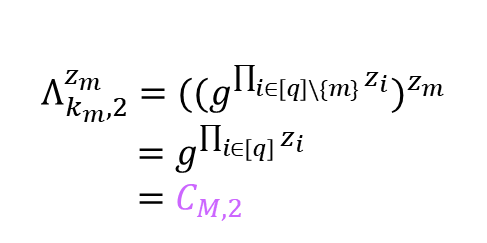 Λ_{k_m,2}^{z_m} = ((g^{∏_{i∈[q]\{m}} z_i})^{z_m}
= g^{∏_{i∈[q]} z_i}
= C_{M,2}